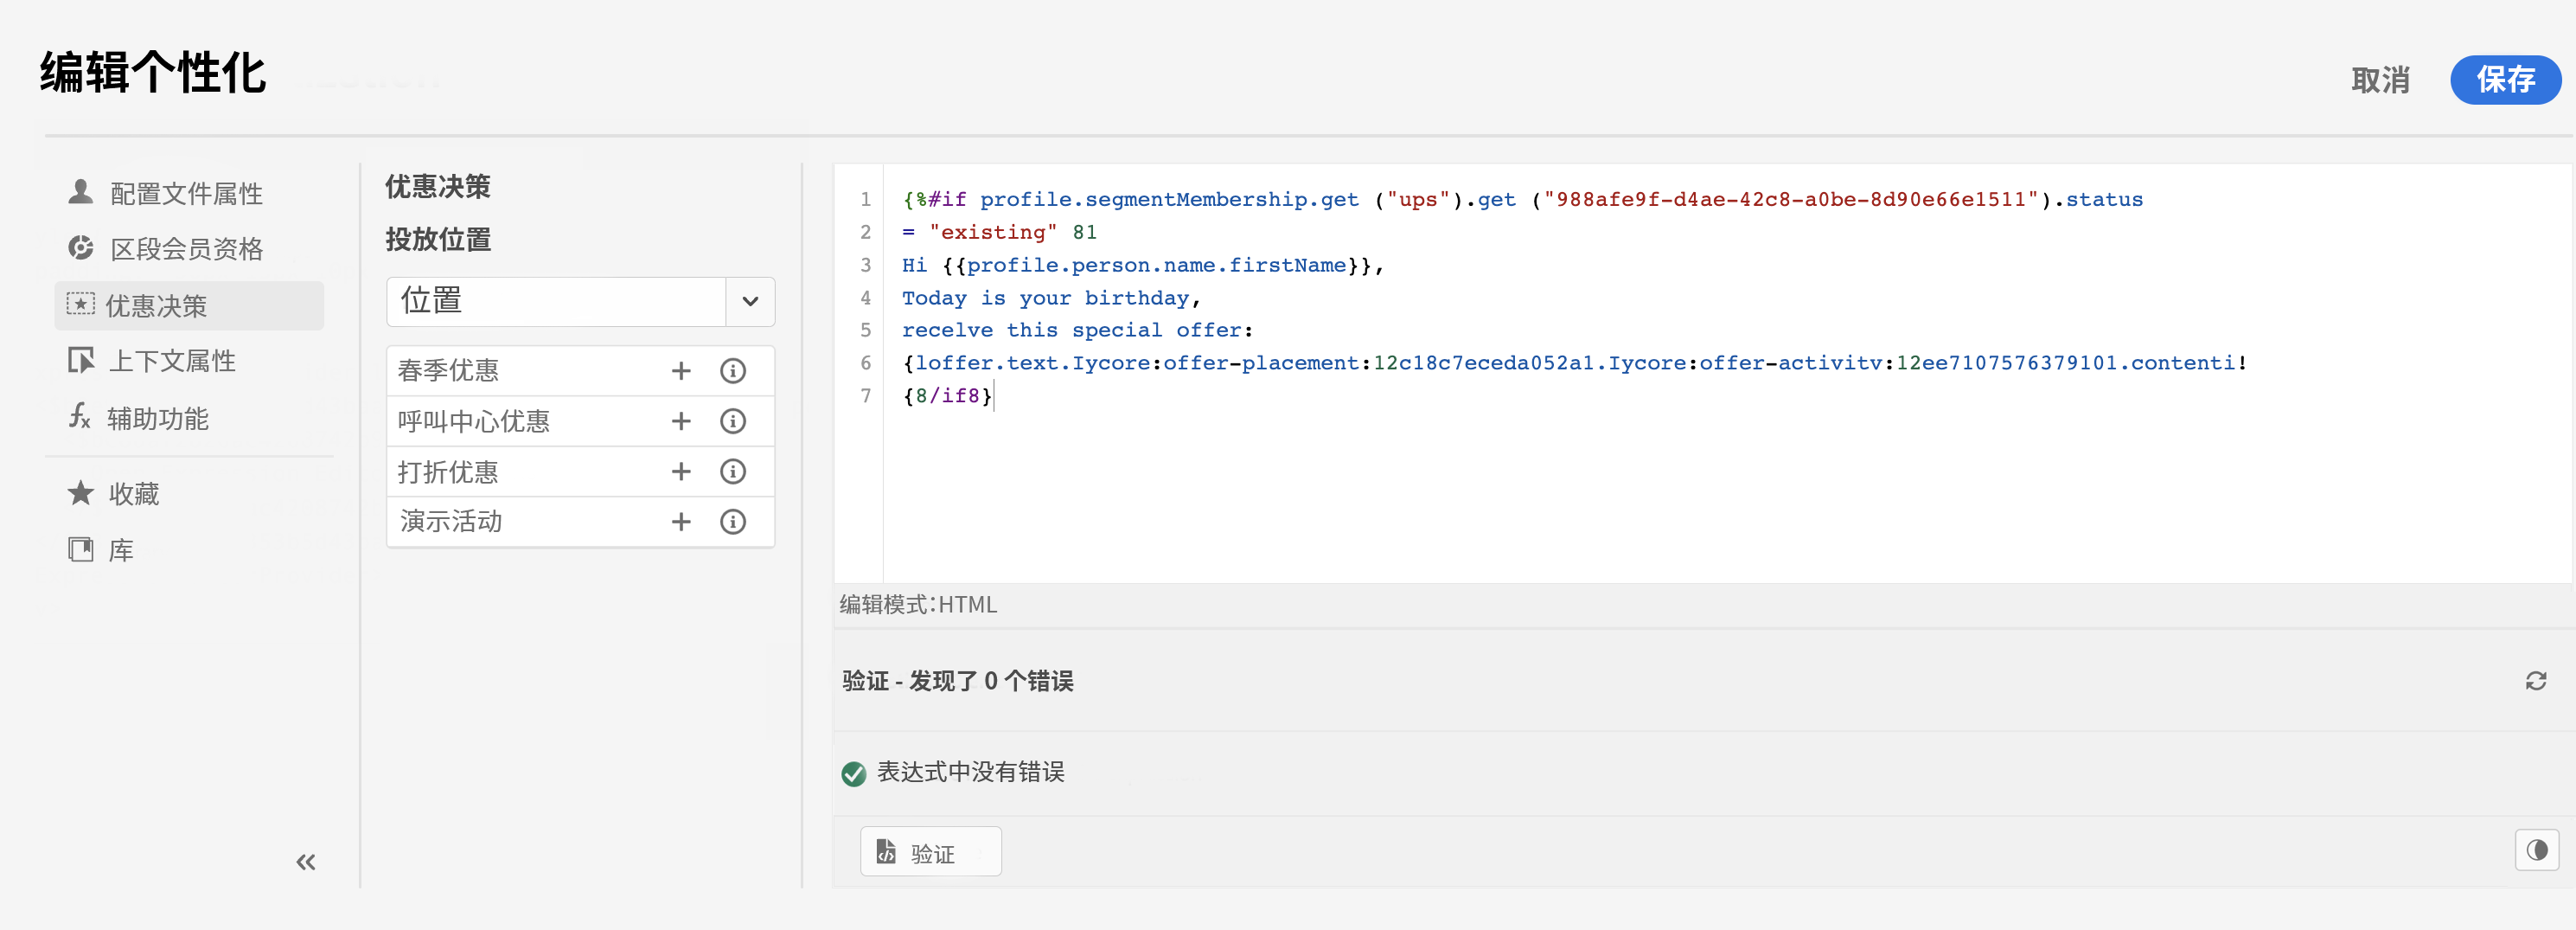 编辑个性化
取消
保存
配置文件属性
区段会员资格
优惠决策
上下文属性
辅助功能
收藏
库
优惠决策
投放位置
位置
春季优惠
呼叫中心优惠
打折优惠
演示活动
1 {%#if profile.segmentMembership.get ("ups").get ("988afe9f-d4ae-42c8-a0be-8d90e66e1511").status
2 = "existing" 81
3 Hi {{profile.person.name.firstName}},
4 Today is your birthday,
5 recelve this special offer:
6 {loffer.text.Iycore:offer-placement:12c18c7eceda052a1.Iycore:offer-activitv:12ee7107576379101.contenti!
7 {8/if8}
编辑模式:HTML
验证 - 发现了 0 个错误
表达式中没有错误
验证